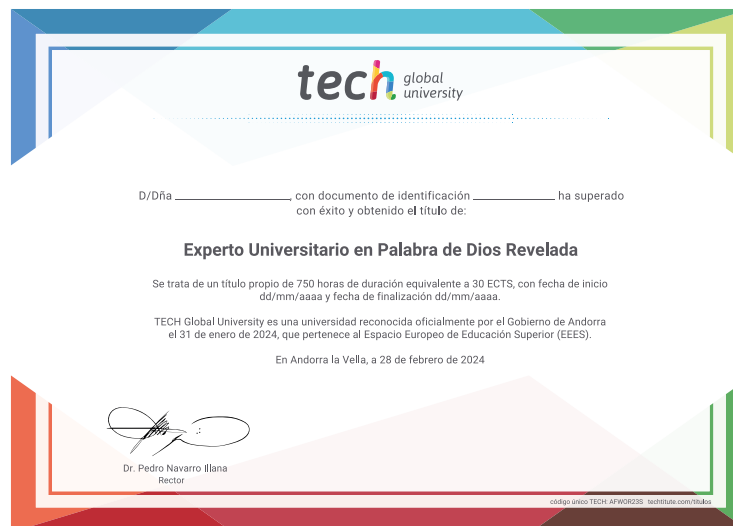 tech global university
D/Dña ____________, con documento de identificación ____________ ha superado
con éxito y obtenido el título de:
Experto Universitario en Palabra de Dios Revelada
Se trata de un título propio de 750 horas de duración equivalente a 30 ECTS, con fecha de inicio
dd/mm/aaaa y fecha de finalización dd/mm/aaaa.
TECH Global University es una universidad reconocida oficialmente por el Gobierno de Andorra
el 31 de enero de 2024, que pertenece al Espacio Europeo de Educación Superior (EEES).
En Andorra la Vella, a 28 de febrero de 2024
Dr. Pedro Navarro Illana
Rector
código único TECH: AFWOR23S techtitute.com/titulos